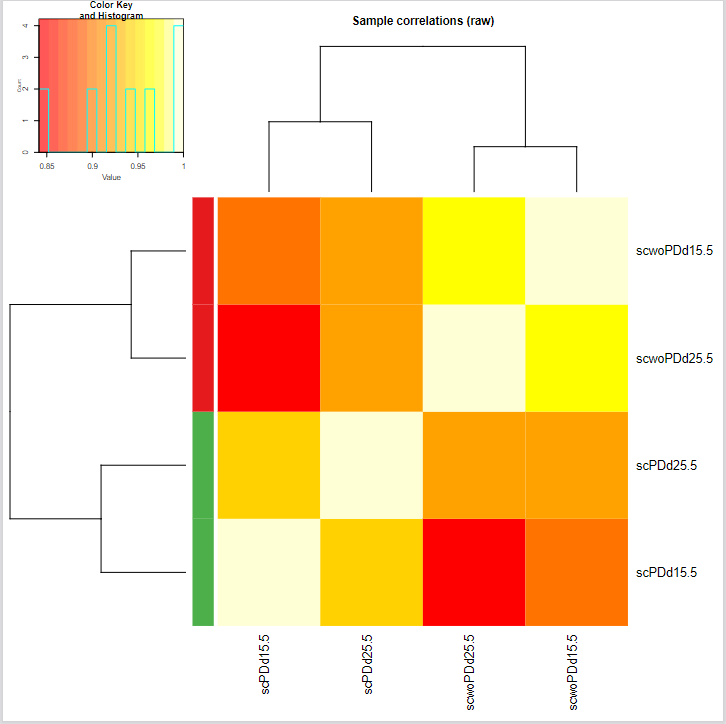 Color Key
and Histogram
Sample correlations (raw)
Count
0
1
2
3
4
0.85 0.9 0.95 1
Value
scwoPDd15.5
scwoPDd25.5
scPDd25.5
scPDd15.5
scPDd15.5
scPDd25.5
scwoPDd25.5
scwoPDd15.5